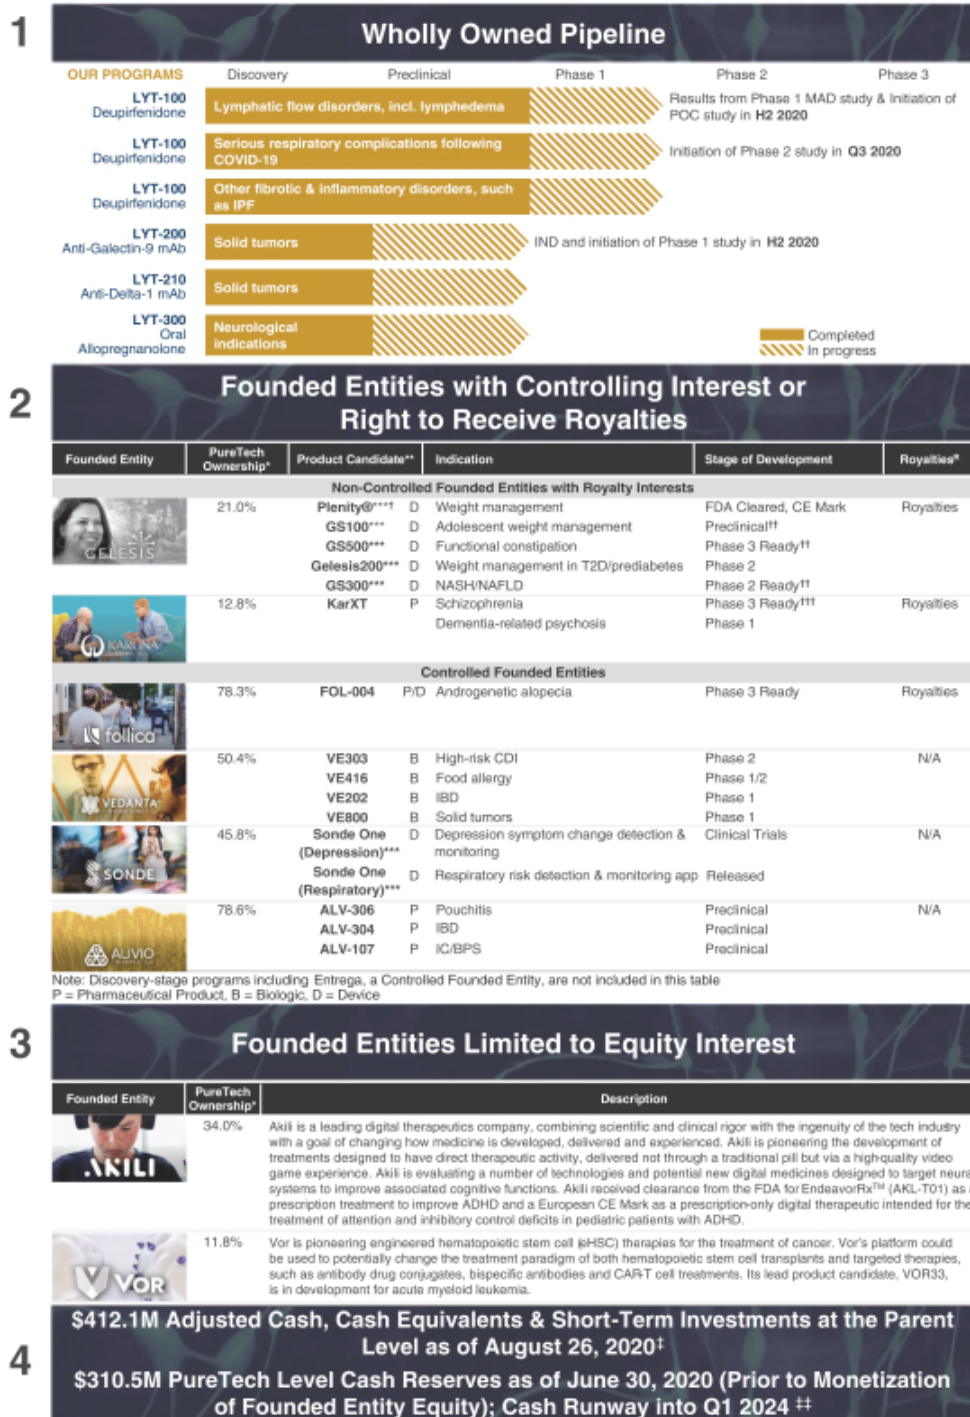 1
Wholly Owned Pipeline
OUR PROGRAMS Discovery Preclinical Phase 1 Phase 2 Phase 3
LYT-100
Deupirfenidone
Lymphatic flow disorders, incl. lymphedema
Results from Phase 1 MAD study & Initiation of
POC study in H2 2020
LYT-100
Deupirfenidone
Serious respiratory complications following
COVID-19
Initiation of Phase 2 study in Q3 2020
LYT-100
Deupirfenidone
Other fibrotic & inflammatory disorders, such
as IPF
LYT-200
Anti-Galectin-9 mAb
Solid tumors
IND and initiation of Phase 1 study in H2 2020
LYT-210
Anti-Delta-1 mAb
Solid tumors
LYT-300
Oral
Allopregnanolone
Neurological
indications
Completed
In progress
2
Founded Entities with Controlling Interest or
Right to Receive Royalties
Founded Entity PureTech Ownership* Product Candidate** Indication Stage of Development Royalties
Non-Controlled Founded Entities with Royalty Interests
GELESIS
21.0% Plenity®***† D Weight management FDA Cleared, CE Mark Royalties
GS100*** D Adolescent weight management Preclinical††
GS500*** D Functional constipation Phase 3 Ready††
Gelesis200*** D Weight management in T2D/prediabetes Phase 2
GS300*** D NASH/NAFLD Phase 2 Ready††
KARUNA
12.8% KarXT P Schizophrenia Phase 3 Ready††† Royalties
Dementia-related psychosis Phase 1
Controlled Founded Entities
follica
78.3% FOL-004 P/D Androgenetic alopecia Phase 3 Ready Royalties
VEDANTA
50.4% VE303 B High-risk CDI Phase 2 N/A
VE416 B Food allergy Phase 1/2
VE202 B IBD Phase 1
VE800 B Solid tumors Phase 1
SONDE
45.8% Sonde One D Depression symptom change detection & Clinical Trials N/A
(Depression)*** monitoring
Sonde One D Respiratory risk detection & monitoring app Released
(Respiratory)***
ALIVIO
78.6% ALV-306 P Pouchitis Preclinical N/A
ALV-304 P IBD Preclinical
ALV-107 P IC/BPS Preclinical
Note: Discovery-stage programs including Entrega, a Controlled Founded Entity, are not included in this table
P = Pharmaceutical Product, B = Biologic, D = Device
3
Founded Entities Limited to Equity Interest
Founded Entity PureTech Ownership* Description
AKILI
34.0% Akili is a leading digital therapeutics company, combining scientific and clinical rigor with the ingenuity of the tech industry
with a goal of changing how medicine is developed, delivered and experienced. Akili is pioneering the development of
treatments designed to have direct therapeutic activity, delivered not through a traditional pill but via a high-quality video
game experience. Akili is evaluating a number of technologies and potential new digital medicines designed to target neura
systems to improve associated cognitive functions. Akili received clearance from the FDA for EndeavorRx™ (AKL-T01) as a
prescription treatment to improve ADHD and a European CE Mark as a prescription-only digital therapeutic intended for the
treatment of attention and inhibitory control deficits in pediatric patients with ADHD.
VOR
11.8% Vor is pioneering engineered hematopoietic stem cell (eHSC) therapies for the treatment of cancer. Vor's platform could
be used to potentially change the treatment paradigm of both hematopoietic stem cell transplants and targeted therapies,
such as antibody drug conjugates, bispecific antibodies and CAR-T cell treatments. Its lead product candidate, VOR33,
is in development for acute myeloid leukemia.
4
$412.1M Adjusted Cash, Cash Equivalents & Short-Term Investments at the Parent
Level as of August 26, 2020‡
$310.5M PureTech Level Cash Reserves as of June 30, 2020 (Prior to Monetization
of Founded Entity Equity); Cash Runway into Q1 2024 ‡‡